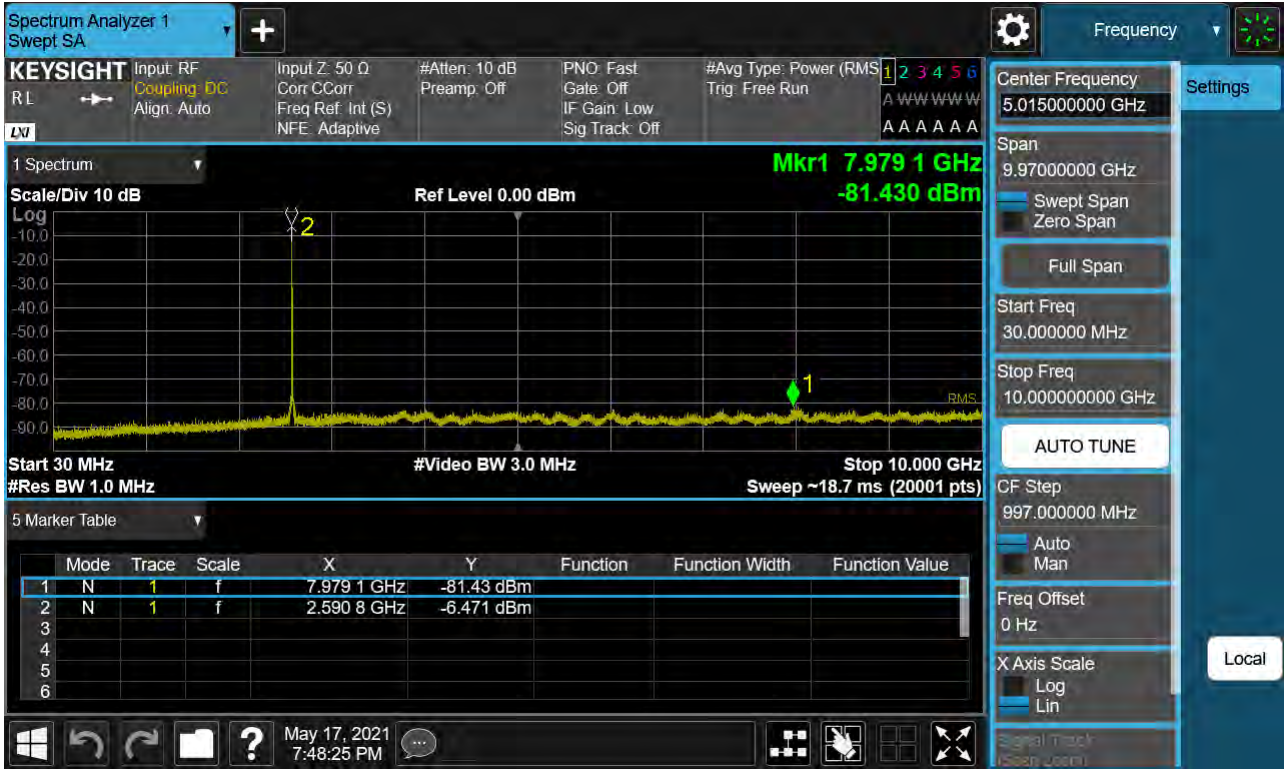 Spectrum Analyzer 1
Swept SA
+
Frequency
KEYSIGHT
R L
LXI
Input: RF
Coupling: DC
Align: Auto
Input Z: 50 Ω
Corr CCorr
Freq Ref: Int (S)
NFE: Adaptive
#Atten: 10 dB
Preamp: Off
PNO: Fast
Gate: Off
IF Gain: Low
Sig Track: Off
#Avg Type: Power (RMS
Trig: Free Run
1 2 3 4 5 6
A W W W W W
A A A A A A
1 Spectrum
Scale/Div 10 dB
Ref Level 0.00 dBm
Mkr1 7.979 1 GHz
-81.430 dBm
Log
-10.0
-20.0
-30.0
-40.0
-50.0
-60.0
-70.0
-80.0
-90.0
2
1
RMS
Start 30 MHz
#Video BW 3.0 MHz
Stop 10.000 GHz
#Res BW 1.0 MHz
Sweep ~18.7 ms (20001 pts)
5 Marker Table
Mode Trace Scale X Y Function Function Width Function Value
1 N 1 f 7.979 1 GHz -81.43 dBm
2 N 1 f 2.590 8 GHz -6.471 dBm
3
4
5
6
Center Frequency
5.015000000 GHz
Settings
Span
9.97000000 GHz
Swept Span
Zero Span
Full Span
Start Freq
30.000000 MHz
Stop Freq
10.000000000 GHz
AUTO TUNE
CF Step
997.000000 MHz
Auto
Man
Freq Offset
0 Hz
X Axis Scale
Log
Lin
Signal Track
(Span Zoom)
Local
?
May 17, 2021
7:48:25 PM